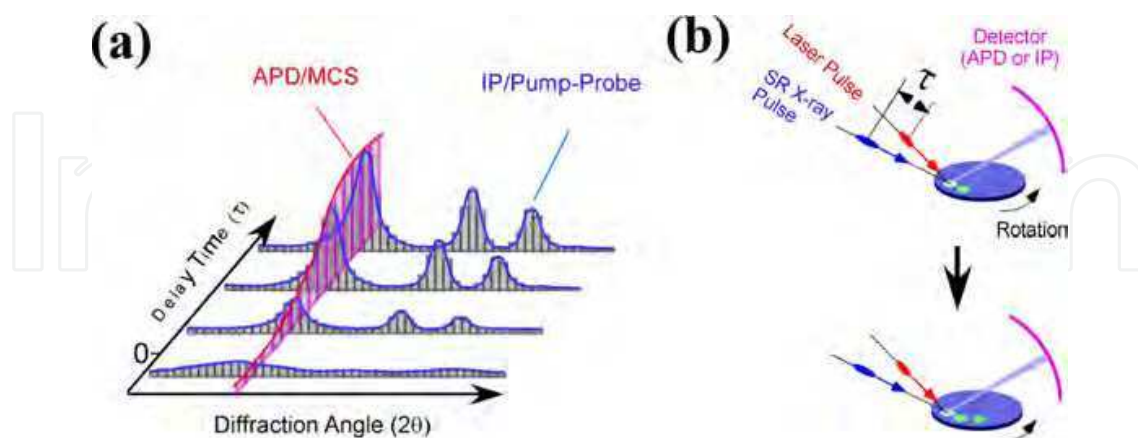 (a)
APD/MCS
IP/Pump-Probe
Delay Time (τ)
0
Diffraction Angle (2θ)
(b)
Laser Pulse
SR X-ray
Pulse
τ
Detector
(APD or IP)
Rotation